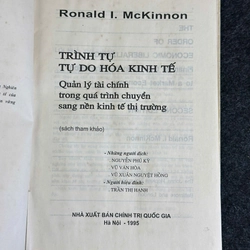 Ronald I. McKinnon
TRÌNH TỰ
TỰ DO HÓA KINH TẾ
Quản lý tài chính
trong quá trình chuyển
sang nền kinh tế thị trường
(sách tham khảo)
- Những người dịch:
NGUYỄN PHÚ KỲ
VŨ VĂN HÒA
VŨ XUÂN NGUYỆT HỒNG
- Người hiệu đính:
TRẦN THỊ HẠNH
NHÀ XUẤT BẢN CHÍNH TRỊ QUỐC GIA
Hà Nội - 1995